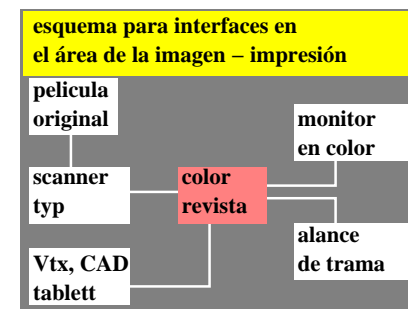 esquema para interfaces en
el área de la imagen – impresión
pelicula
original
monitor
en color
scanner
typ
color
revista
alance
de trama
Vtx, CAD
tablett